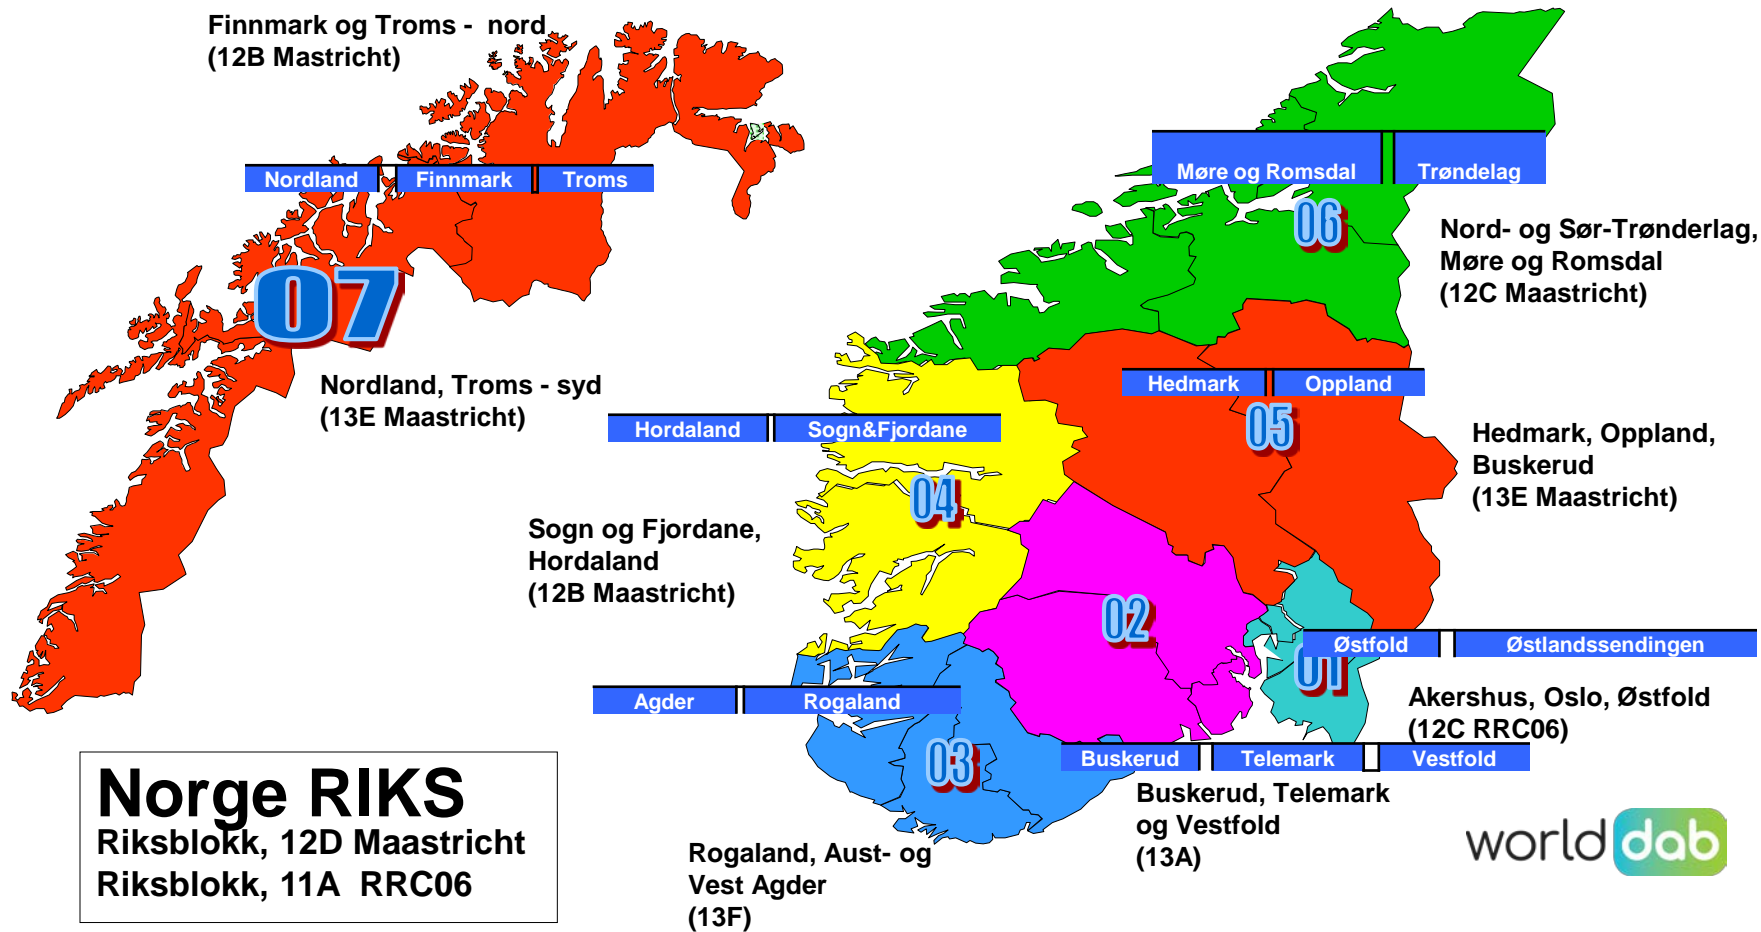 Finnmark og Troms - nord
(12B Mastricht)
Nordland
Finnmark
Troms
07
Nordland, Troms - syd
(13E Maastricht)
Møre og Romsdal
Trøndelag
06
Nord- og Sør-Trønderlag,
Møre og Romsdal
(12C Maastricht)
Hedmark
Oppland
05
Hedmark, Oppland,
Buskerud
(13E Maastricht)
Hordaland
Sogn&Fjordane
04
Sogn og Fjordane,
Hordaland
(12B Maastricht)
02
Østfold
Østlandssendingen
01
Akershus, Oslo, Østfold
(12C RRC06)
Agder
Rogaland
03
Buskerud
Telemark
Vestfold
Buskerud, Telemark
og Vestfold
(13A)
Rogaland, Aust- og
Vest Agder
(13F)
Norge RIKS
Riksblokk, 12D Maastricht
Riksblokk, 11A RRC06
world dab